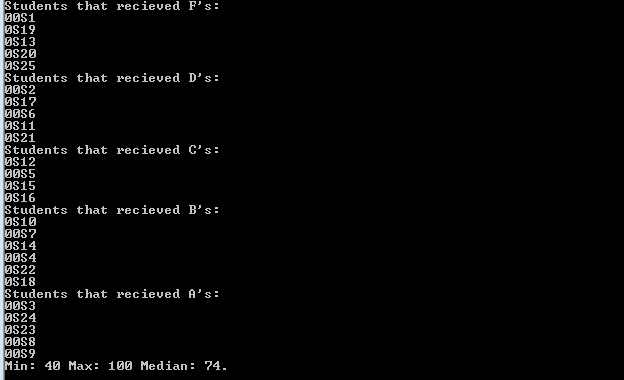 Students that recieved F's:
00S1
0S19
0S13
0S20
0S25
Students that recieved D's:
00S2
0S17
00S6
0S11
0S21
Students that recieved C's:
0S12
00S5
0S15
0S16
Students that recieved B's:
0S10
00S7
0S14
00S4
0S22
0S18
Students that recieved A's:
00S3
0S24
0S23
00S8
00S9
Min: 40 Max: 100 Median: 74.